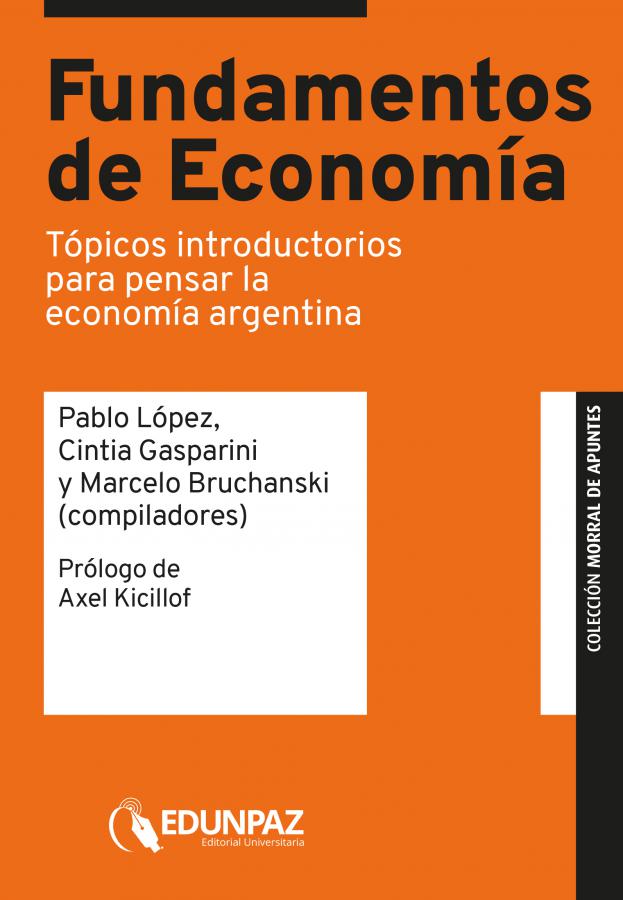 Fundamentos
de Economía
Tópicos introductorios
para pensar la
economía argentina
Pablo López,
Cintia Gasparini
y Marcelo Bruchanski
(compiladores)
Prólogo de
Axel Kicillof
COLECCIÓN MORRAL DE APUNTES
EDUNPAZ
Editorial Universitaria